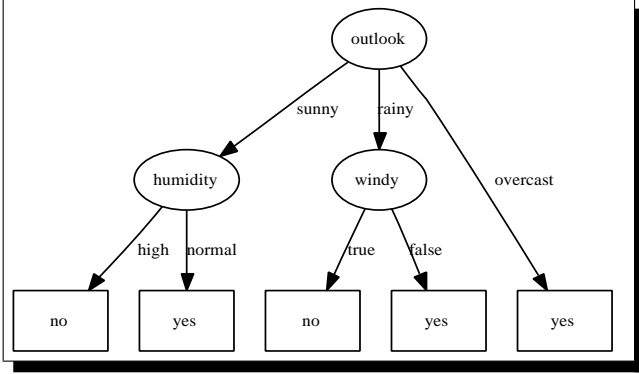 outlook
sunny
rainy
humidity
windy
overcast
high
normal
true
false
no
yes
no
yes
yes